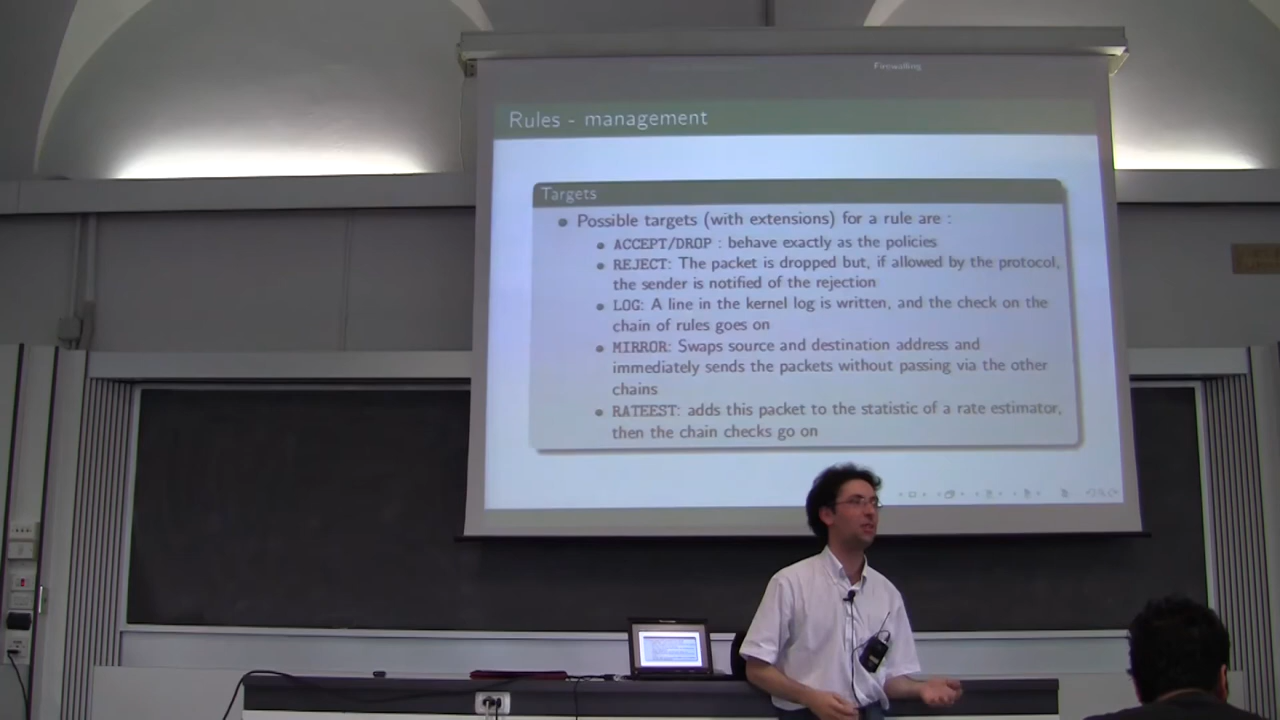 Firewalling
Rules - management
Targets
Possible targets (with extensions) for a rule are :
ACCEPT/DROP : behave exactly as the policies
REJECT: The packet is dropped but, if allowed by the protocol,
the sender is notified of the rejection
LOG: A line in the kernel log is written, and the check on the
chain of rules goes on
MIRROR: Swaps source and destination address and
immediately sends the packets without passing via the other
chains
RATEEST: adds this packet to the statistic of a rate estimator,
then the chain checks go on